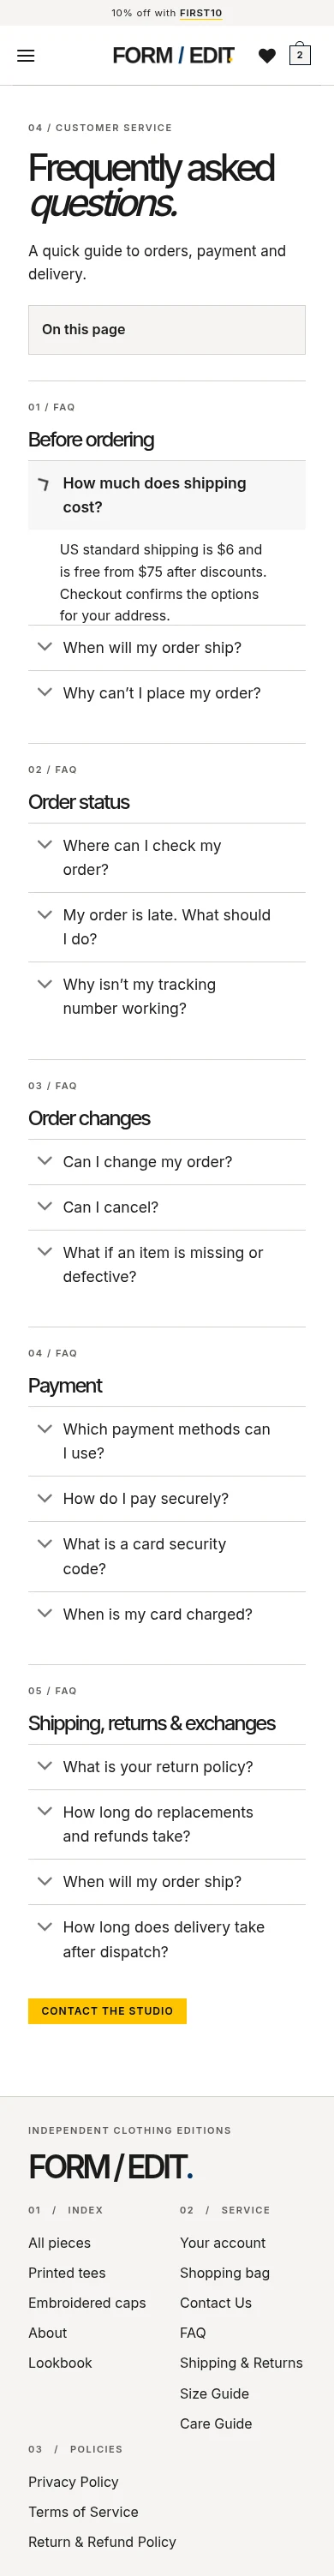 10% off with FIRST10
FORM / EDIT.
2
04 / CUSTOMER SERVICE
Frequently asked
questions.
A quick guide to orders, payment and
delivery.
On this page
01 / FAQ
Before ordering
How much does shipping
cost?
US standard shipping is $6 and
is free from $75 after discounts.
Checkout confirms the options
for your address.
When will my order ship?
Why can’t I place my order?
02 / FAQ
Order status
Where can I check my
order?
My order is late. What should
I do?
Why isn’t my tracking
number working?
03 / FAQ
Order changes
Can I change my order?
Can I cancel?
What if an item is missing or
defective?
04 / FAQ
Payment
Which payment methods can
I use?
How do I pay securely?
What is a card security
code?
When is my card charged?
05 / FAQ
Shipping, returns & exchanges
What is your return policy?
How long do replacements
and refunds take?
When will my order ship?
How long does delivery take
after dispatch?
CONTACT THE STUDIO
INDEPENDENT CLOTHING EDITIONS
FORM / EDIT.
01 / INDEX
All pieces
Printed tees
Embroidered caps
About
Lookbook
02 / SERVICE
Your account
Shopping bag
Contact Us
FAQ
Shipping & Returns
Size Guide
Care Guide
03 / POLICIES
Privacy Policy
Terms of Service
Return & Refund Policy